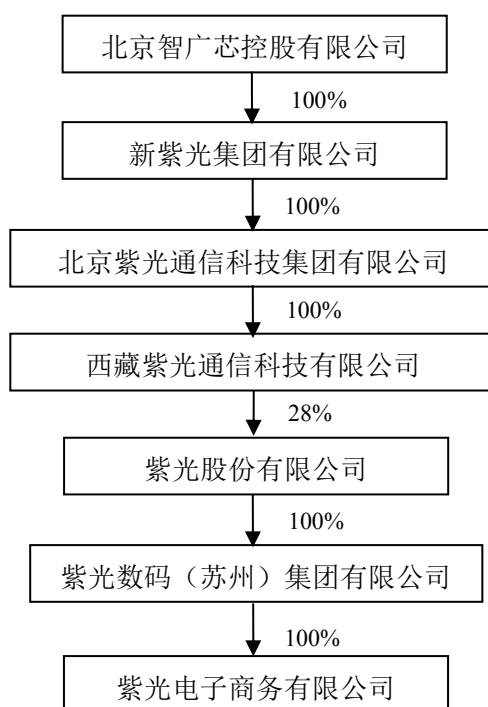 北京智广芯控股有限公司
100%
新紫光集团有限公司
100%
北京紫光通信科技集团有限公司
100%
西藏紫光通信科技有限公司
28%
紫光股份有限公司
100%
紫光数码（苏州）集团有限公司
100%
紫光电子商务有限公司